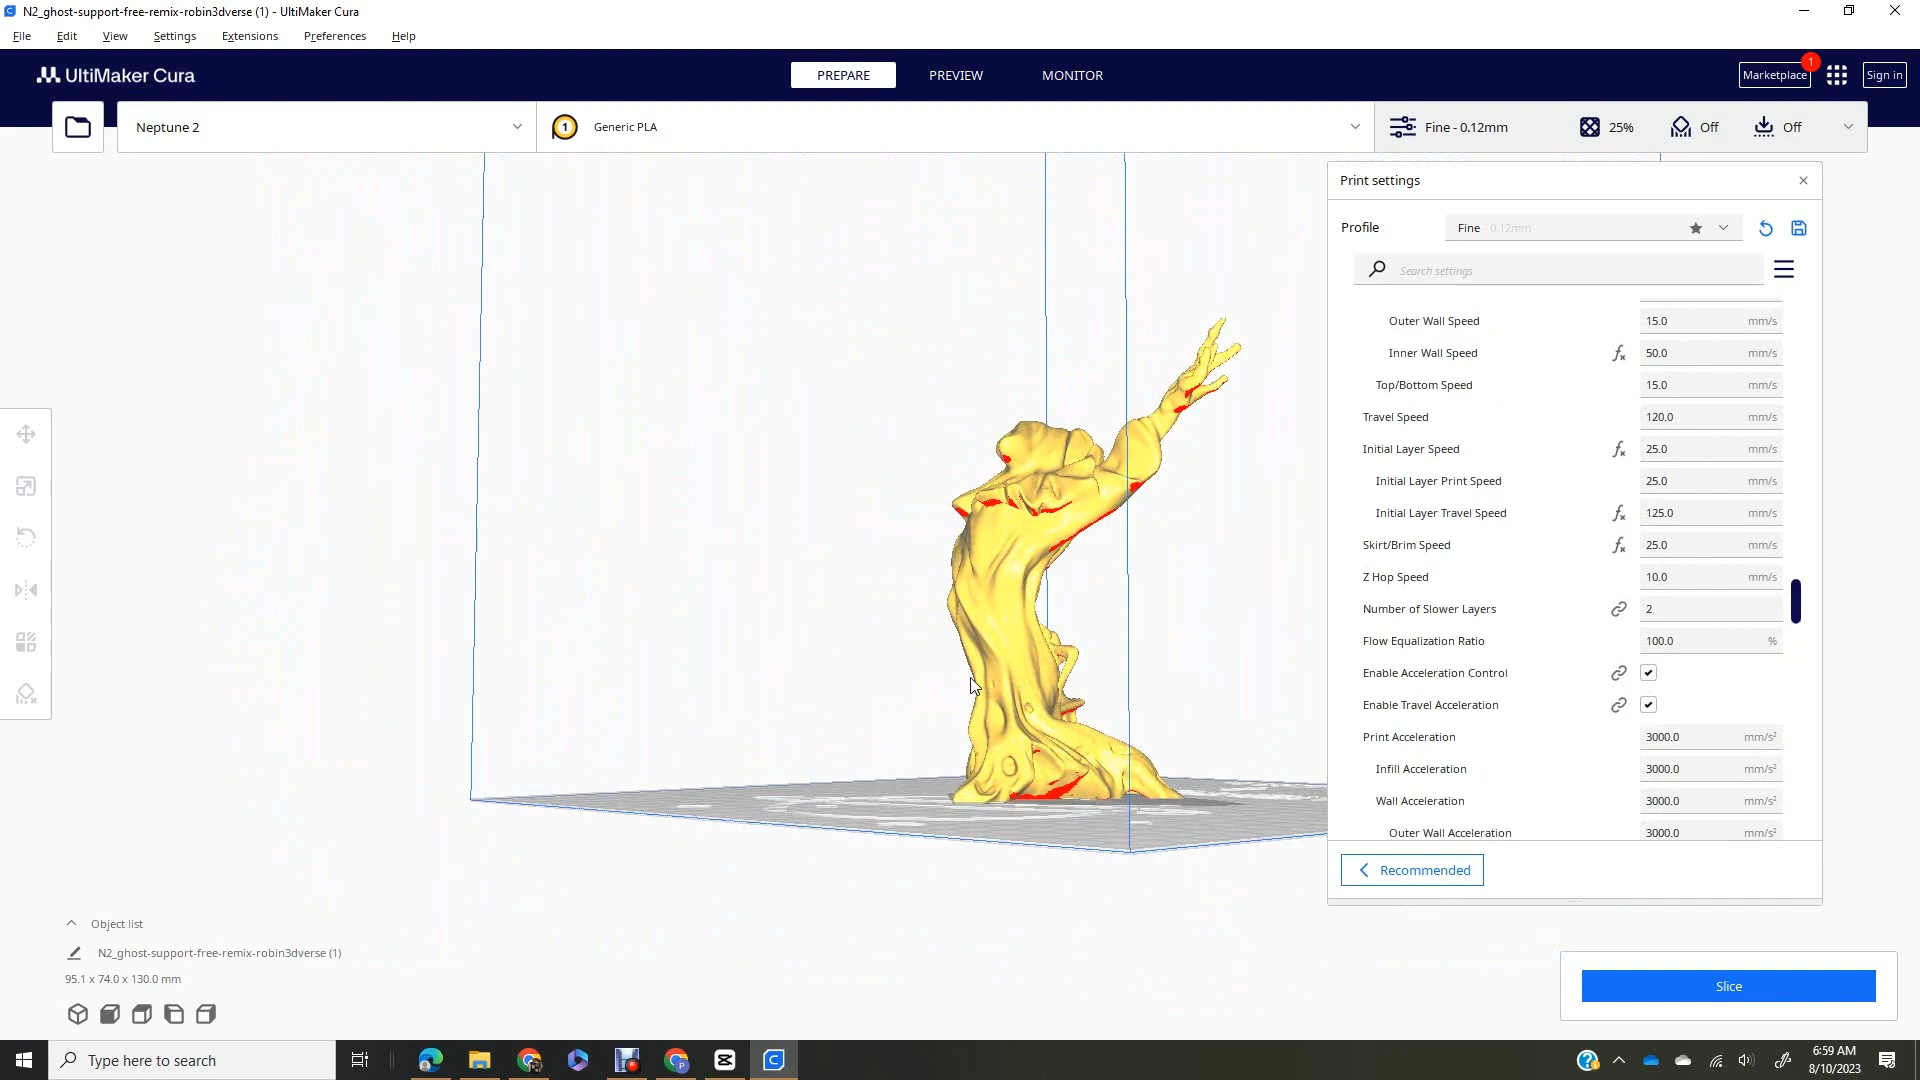 N2_ghost-support-free-remix-robin3dverse (1) - UltiMaker Cura
File Edit View Settings Extensions Preferences Help
UltiMaker Cura PREPARE PREVIEW MONITOR Marketplace 1 Sign in
Neptune 2 1 Generic PLA Fine - 0.12mm 25% Off Off
Print settings
Profile Fine - 0.12mm
Search settings
Outer Wall Speed 15.0 mm/s
Inner Wall Speed 50.0 mm/s
Top/Bottom Speed 15.0 mm/s
Travel Speed 120.0 mm/s
Initial Layer Speed 25.0 mm/s
Initial Layer Print Speed 25.0 mm/s
Initial Layer Travel Speed 125.0 mm/s
Skirt/Brim Speed 25.0 mm/s
Z Hop Speed 10.0 mm/s
Number of Slower Layers 2
Flow Equalization Ratio 100.0 %
Enable Acceleration Control
Enable Travel Acceleration
Print Acceleration 3000.0 mm/s²
Infill Acceleration 3000.0 mm/s²
Wall Acceleration 3000.0 mm/s²
Outer Wall Acceleration 3000.0 mm/s²
Recommended
Object list
N2_ghost-support-free-remix-robin3dverse (1)
95.1 x 74.0 x 130.0 mm
Slice
Type here to search
6:59 AM
8/10/2023